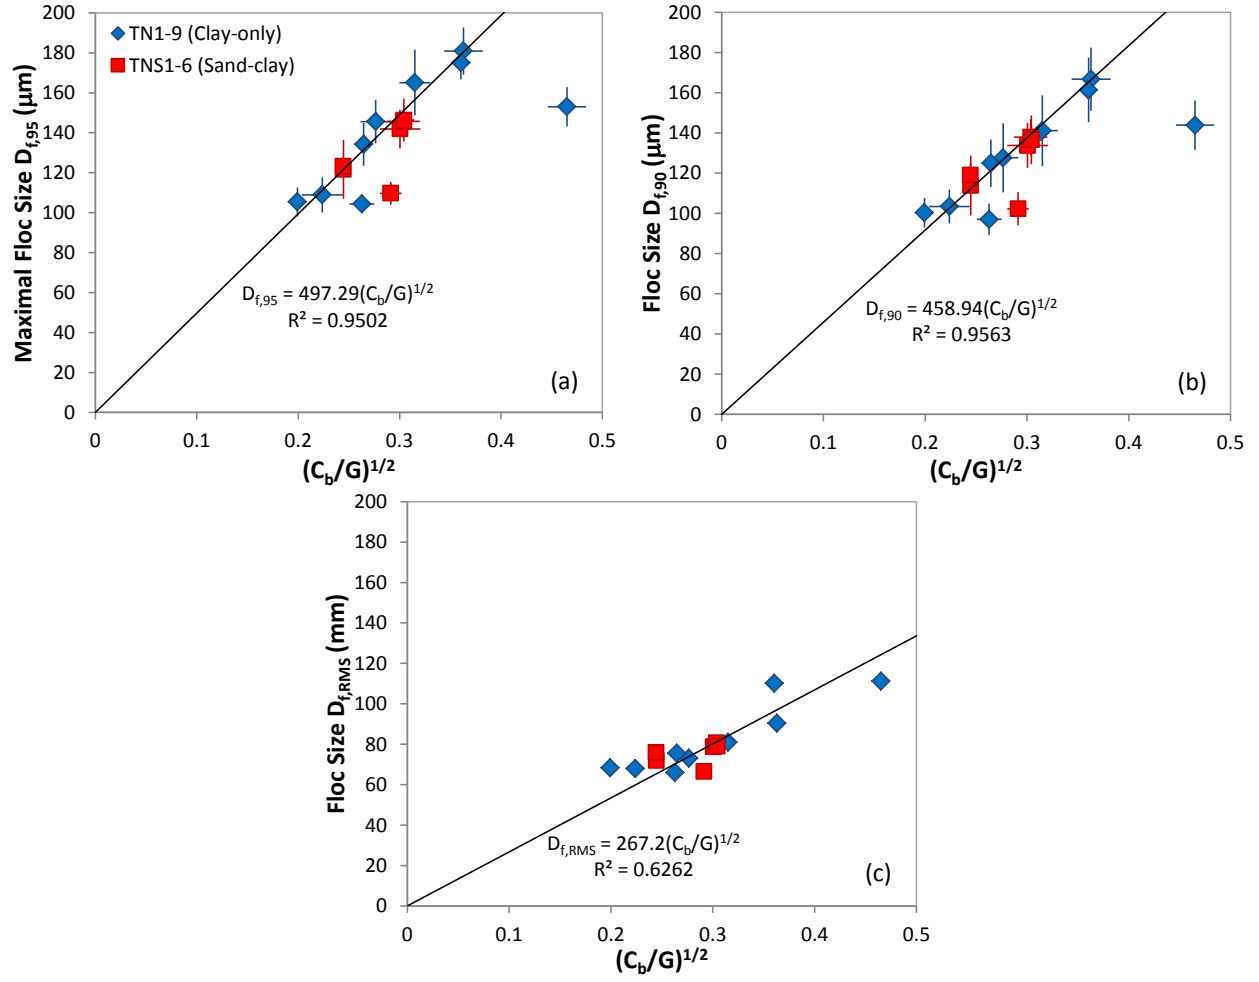 Maximal Floc Size D_f,95 (μm)
200
180
160
140
120
100
80
60
40
20
0
TN1-9 (Clay-only)
TNS1-6 (Sand-clay)
D_f,95 = 497.29(C_b/G)^1/2
R² = 0.9502
(a)
0 0.1 0.2 0.3 0.4 0.5
(C_b/G)^1/2
Floc Size D_f,90 (μm)
200
180
160
140
120
100
80
60
40
20
0
D_f,90 = 458.94(C_b/G)^1/2
R² = 0.9563
(b)
0 0.1 0.2 0.3 0.4 0.5
(C_b/G)^1/2
Floc Size D_f,RMS (mm)
200
180
160
140
120
100
80
60
40
20
0
D_f,RMS = 267.2(C_b/G)^1/2
R² = 0.6262
(c)
0 0.1 0.2 0.3 0.4 0.5
(C_b/G)^1/2